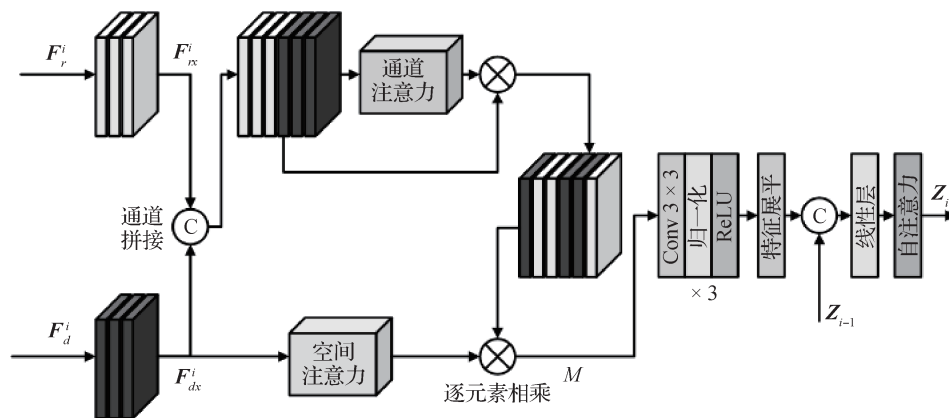 F_r^i
F_rx^i
通道
注意力
通道
拼接
C
F_d^i
F_dx^i
空间
注意力
逐元素相乘
M
Conv 3 × 3
归一化
ReLU
× 3
特征展平
C
Z_{i-1}
线性层
自注意力
Z_i